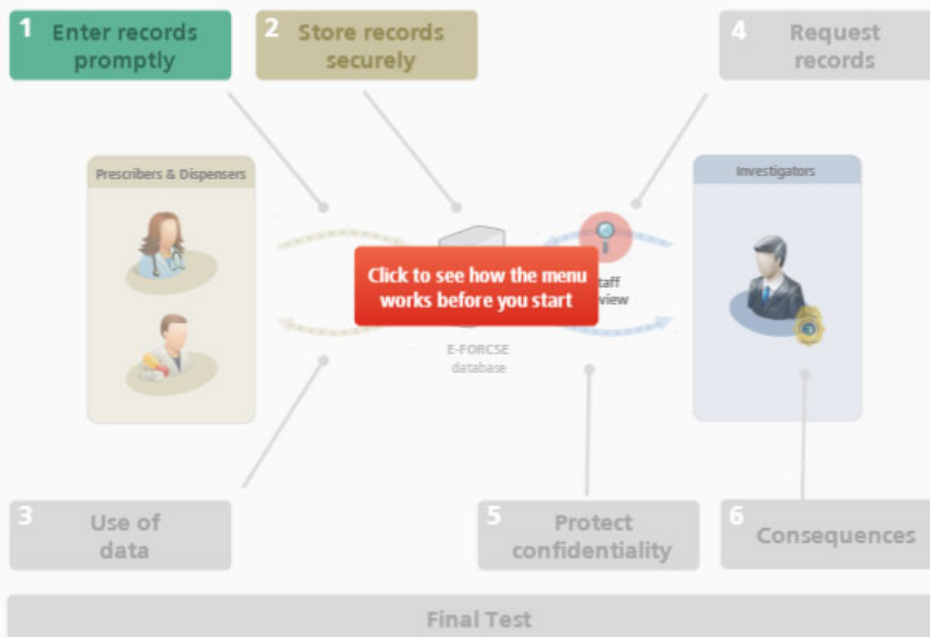 1
Enter records
promptly
2
Store records
securely
4
Request
records
Prescribers & Dispensers
Investigators
Click to see how the menu
works before you start
E-FORCSE
database
3
Use of
data
5
Protect
confidentiality
6
Consequences
Final Test